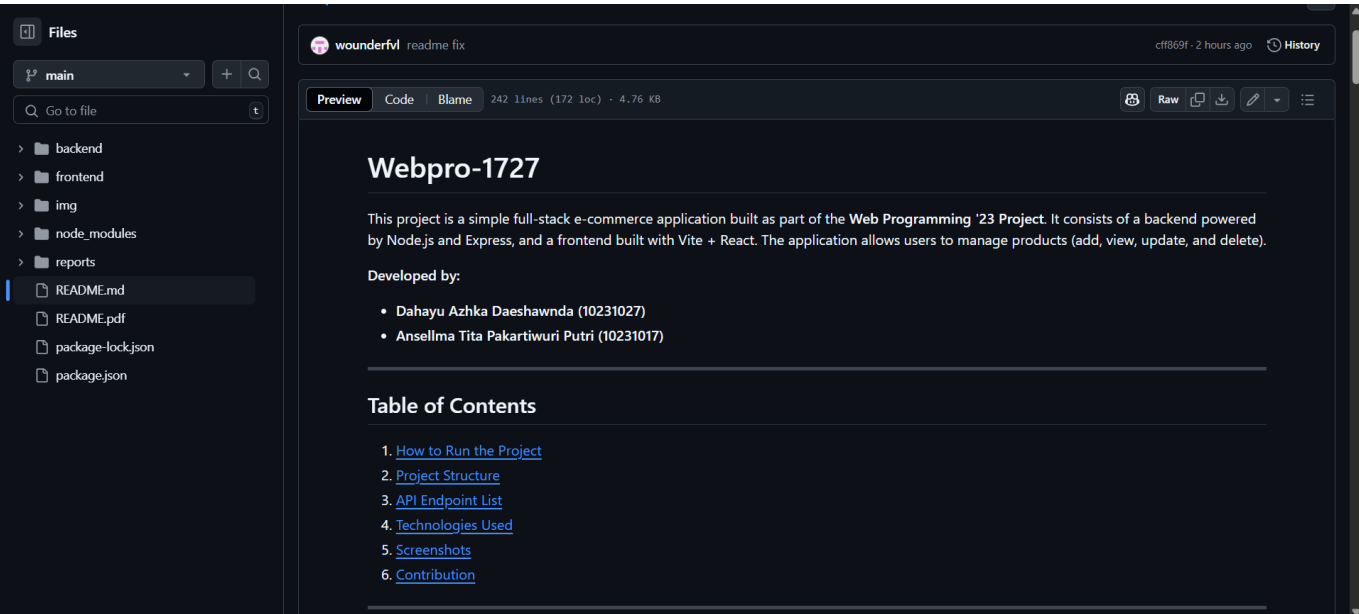 Files
main
Go to file
t
backend
frontend
img
node_modules
reports
README.md
README.pdf
package-lock.json
package.json
wounderfvl readme fix
cff869f · 2 hours ago
History
Preview
Code
Blame
242 lines (172 loc) · 4.76 KB
Raw
Webpro-1727
This project is a simple full-stack e-commerce application built as part of the Web Programming '23 Project. It consists of a backend powered
by Node.js and Express, and a frontend built with Vite + React. The application allows users to manage products (add, view, update, and delete).
Developed by:
• Dahayu Azhka Daeshawnda (10231027)
• Ansellma Tita Pakartiwuri Putri (10231017)
Table of Contents
1. How to Run the Project
2. Project Structure
3. API Endpoint List
4. Technologies Used
5. Screenshots
6. Contribution